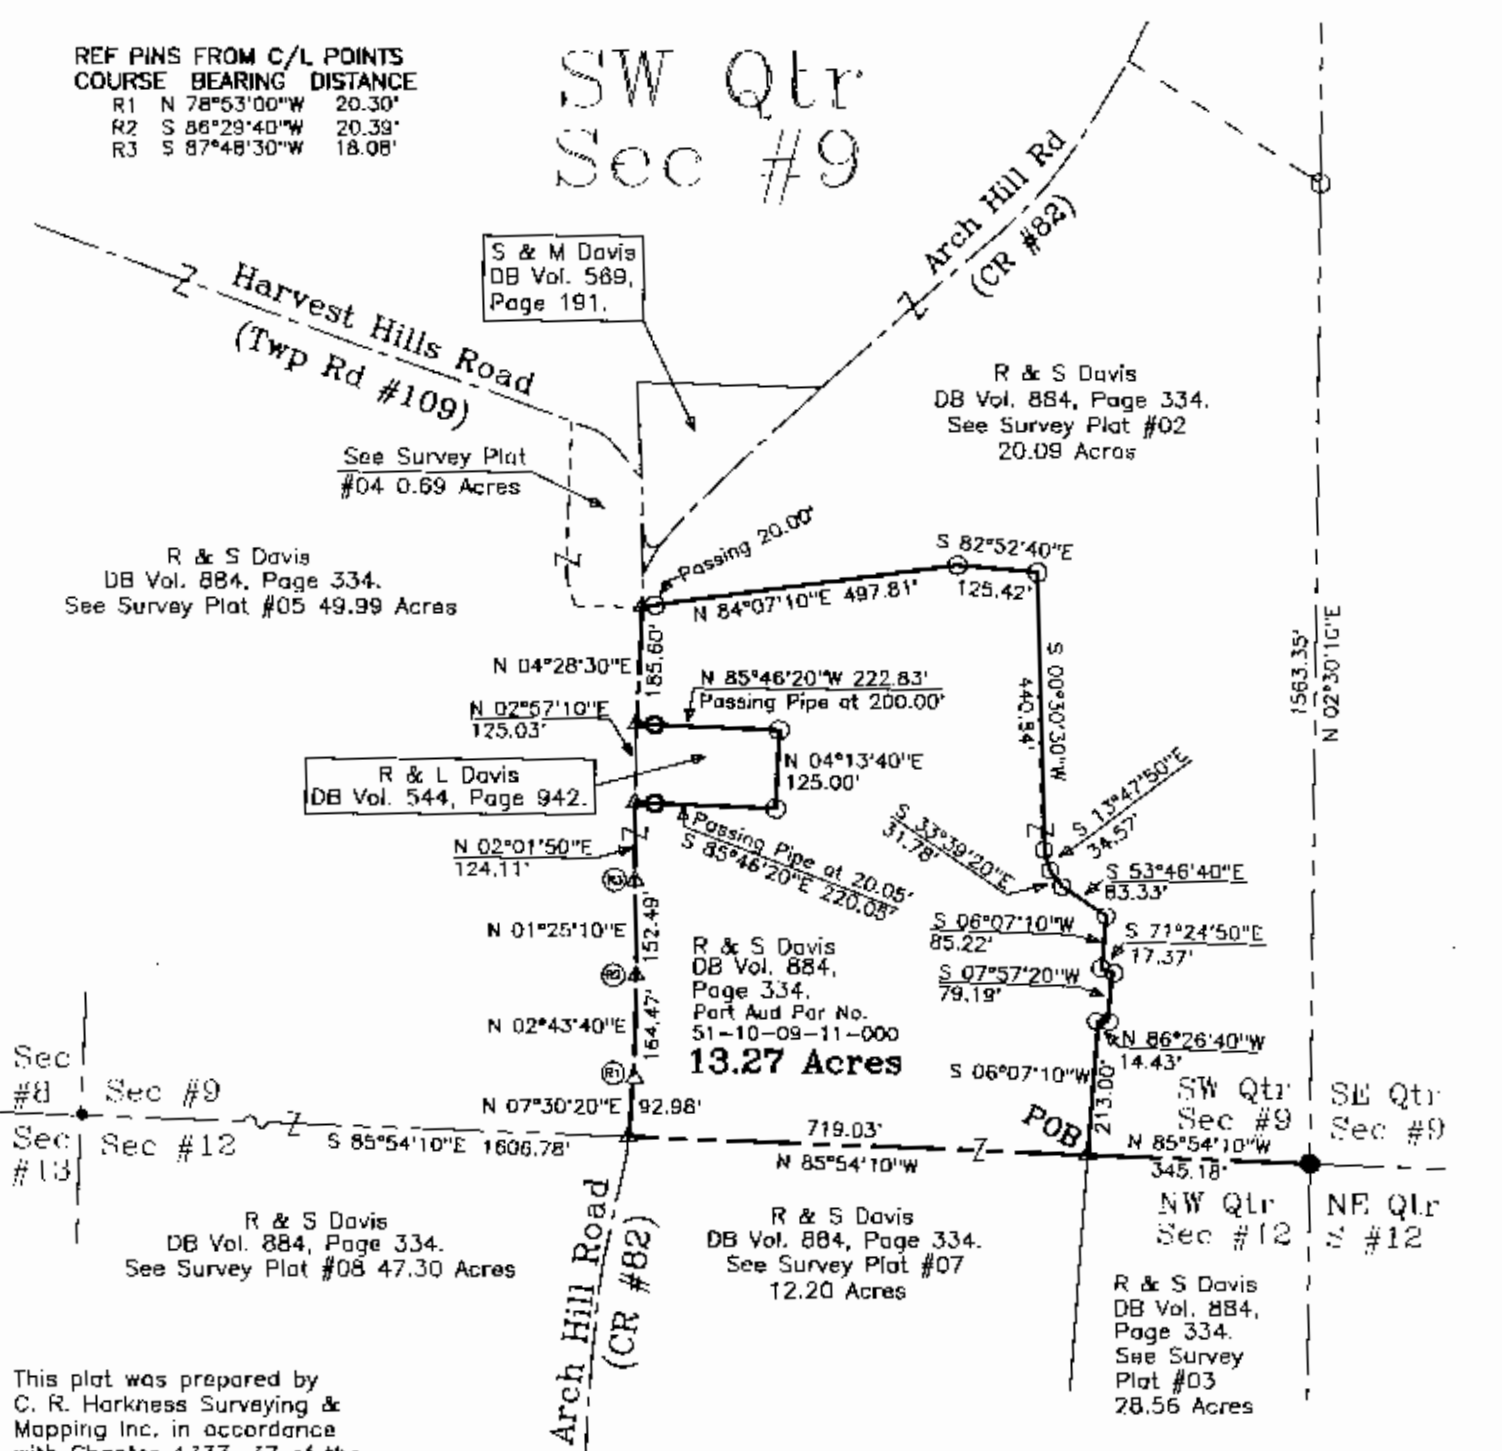 REF PINS FROM C/L POINTS
COURSE BEARING DISTANCE
R1 N 78°53'00"W 20.30'
R2 S 86°29'40"W 20.39'
R3 S 87°48'30"W 18.08'
SW Qtr
Sec #9
Arch Hill Rd
(CR #82)
S & M Davis
DB Vol. 569,
Page 191.
Harvest Hills Road
(Twp Rd #109)
R & S Davis
DB Vol. 884, Page 334.
See Survey Plat #02
20.09 Acres
See Survey Plat
#04 0.69 Acres
Passing 20.00'
S 82°52'40"E
125.42'
N 84°07'10"E 497.81'
R & S Davis
DB Vol. 884, Page 334.
See Survey Plat #05 49.99 Acres
1563.35'
N 02°30'10"E
N 04°28'30"E
185.60'
S 00°50'30"W
440.84'
N 85°46'20"W 222.83'
Passing Pipe at 200.00'
N 02°57'10"E
125.03'
N 04°13'40"E
125.00'
R & L Davis
DB Vol. 544, Page 942.
S 13°47'50"E
34.57'
S 33°39'20"E
31.78'
Passing Pipe at 20.05'
S 85°46'20"E 220.05'
N 02°01'50"E
124.11'
R3
S 53°46'40"E
83.33'
N 01°25'10"E
152.49'
S 06°07'10"W
85.22'
S 71°24'50"E
17.37'
R & S Davis
DB Vol. 884,
Page 334.
Part Aud Par No.
51-10-09-11-000
13.27 Acres
R2
S 07°57'20"W
79.19'
N 02°43'40"E
164.47'
N 86°26'40"W
14.43'
R1
S 06°07'10"W
213.00'
Sec
#8
Sec #9
N 07°30'20"E 92.98'
POB
SW Qtr
Sec #9
SE Qtr
Sec #9
Sec
#13
Sec #12
S 85°54'10"E 1606.78'
719.03'
N 85°54'10"W
N 85°54'10"W
345.18'
NW Qtr
Sec #12
NE Qtr
S #12
R & S Davis
DB Vol. 884, Page 334.
See Survey Plat #08 47.30 Acres
Arch Hill Road
(CR #82)
R & S Davis
DB Vol. 884, Page 334.
See Survey Plat #07
12.20 Acres
R & S Davis
DB Vol. 884,
Page 334.
See Survey
Plat #03
28.56 Acres
This plat was prepared by
C. R. Harkness Surveying &
Mapping Inc. in accordance